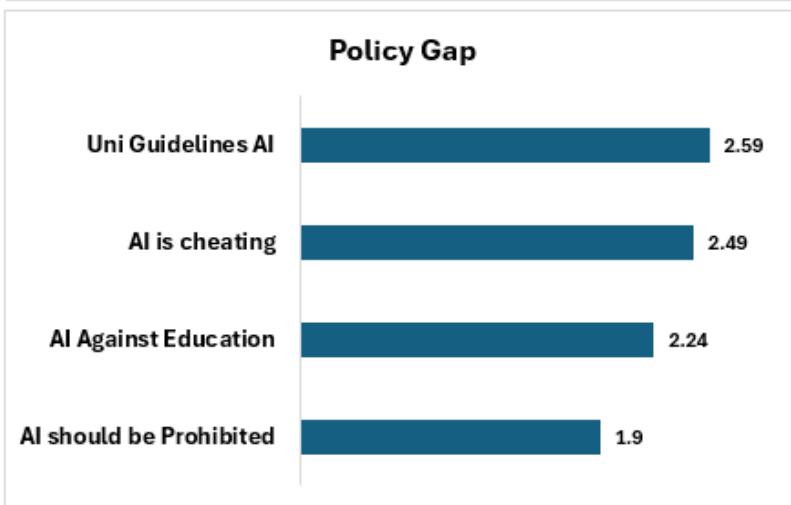 Policy Gap
Uni Guidelines AI 2.59
AI is cheating 2.49
AI Against Education 2.24
AI should be Prohibited 1.9